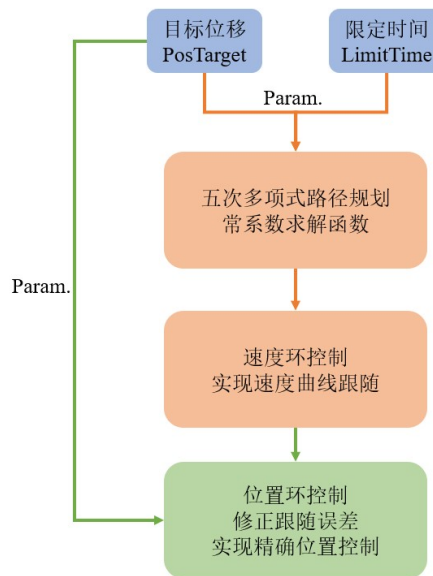 目标位移
PosTarget
限定时间
LimitTime
Param.
五次多项式路径规划
常系数求解函数
Param.
速度环控制
实现速度曲线跟随
位置环控制
修正跟随误差
实现精确位置控制